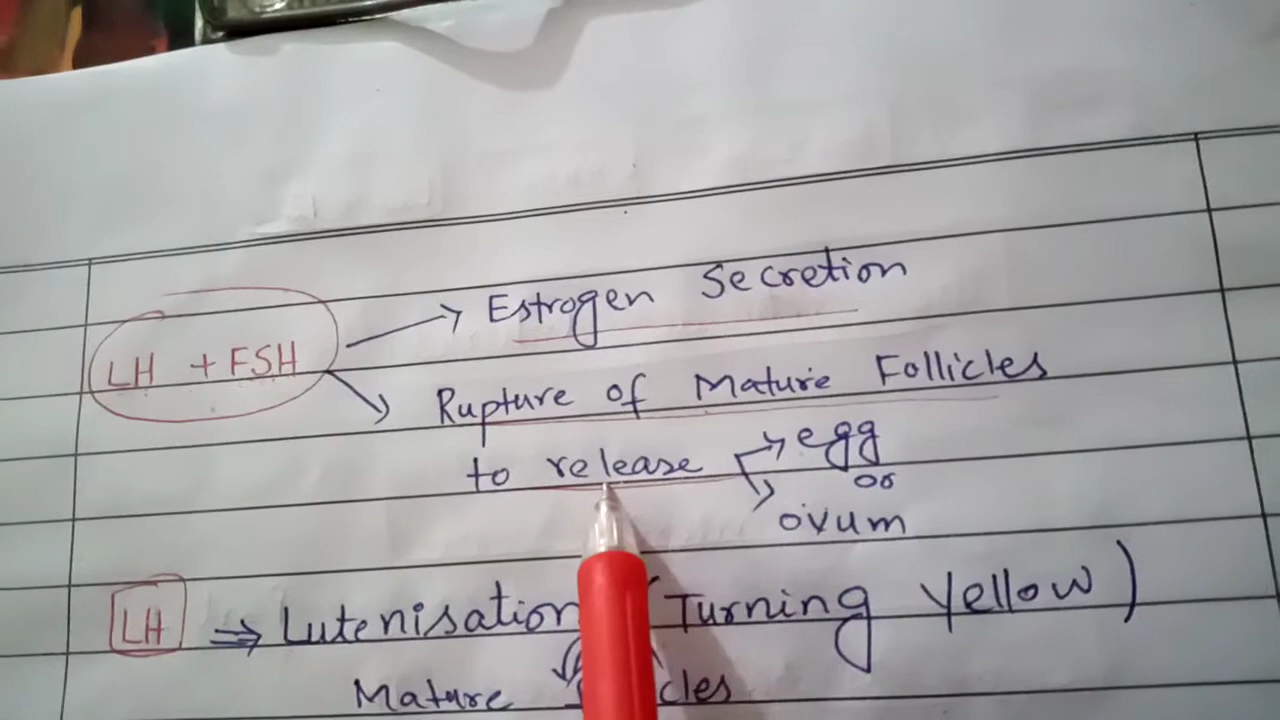 → Estrogen Secretion
LH + FSH
→ Rupture of Mature Follicles
to release → egg
or
→ ovum
LH ⇒ Lutenisation (Turning Yellow)
Mature